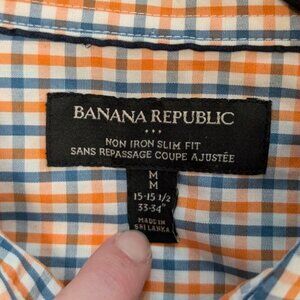 BANANA REPUBLIC
NON IRON SLIM FIT
SANS REPASSAGE COUPE AJUSTÉE
M
M
15-15 1/2
33-34"
MADE IN
SRI LANKA